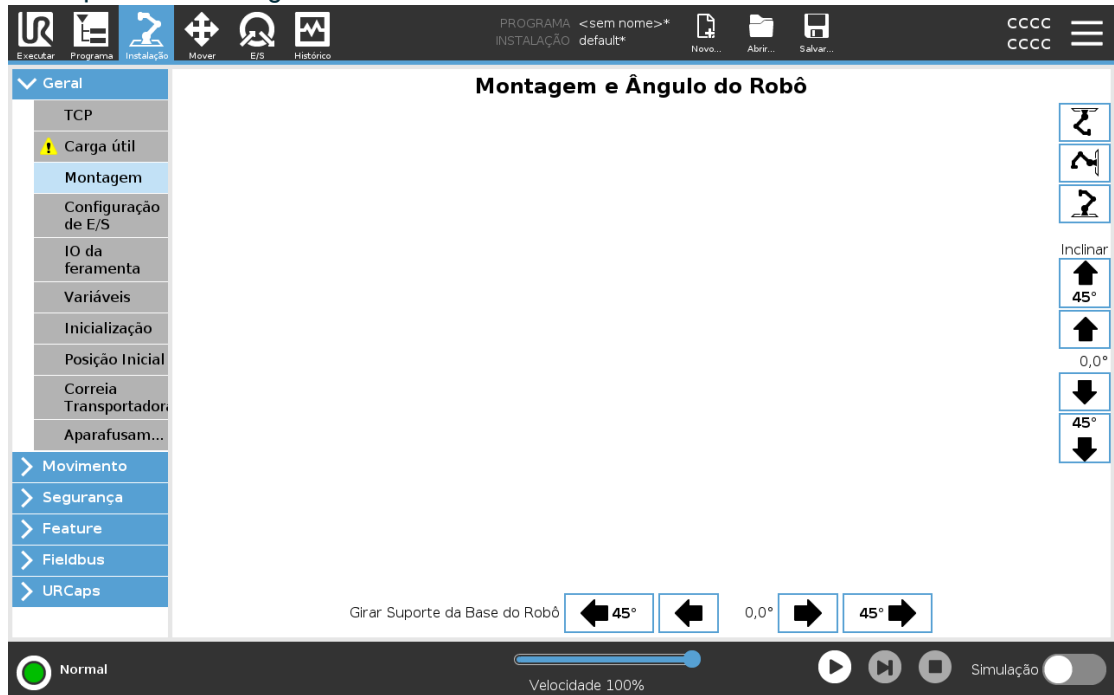 PROGRAMA <sem nome>*
INSTALAÇÃO default*
Executar Programa Instalação Mover E/S Histórico
Novo... Abrir... Salvar...
CCCC
CCCC
Geral
TCP
Carga útil
Montagem
Configuração
de E/S
IO da
feramenta
Variáveis
Inicialização
Posição Inicial
Correia
Transportadora
Aparafusam...
Movimento
Segurança
Feature
Fieldbus
URCaps
Montagem e Ângulo do Robô
Inclinar
45°
0,0°
45°
Girar Suporte da Base do Robô 45° 0,0° 45°
Normal
Velocidade 100%
Simulação